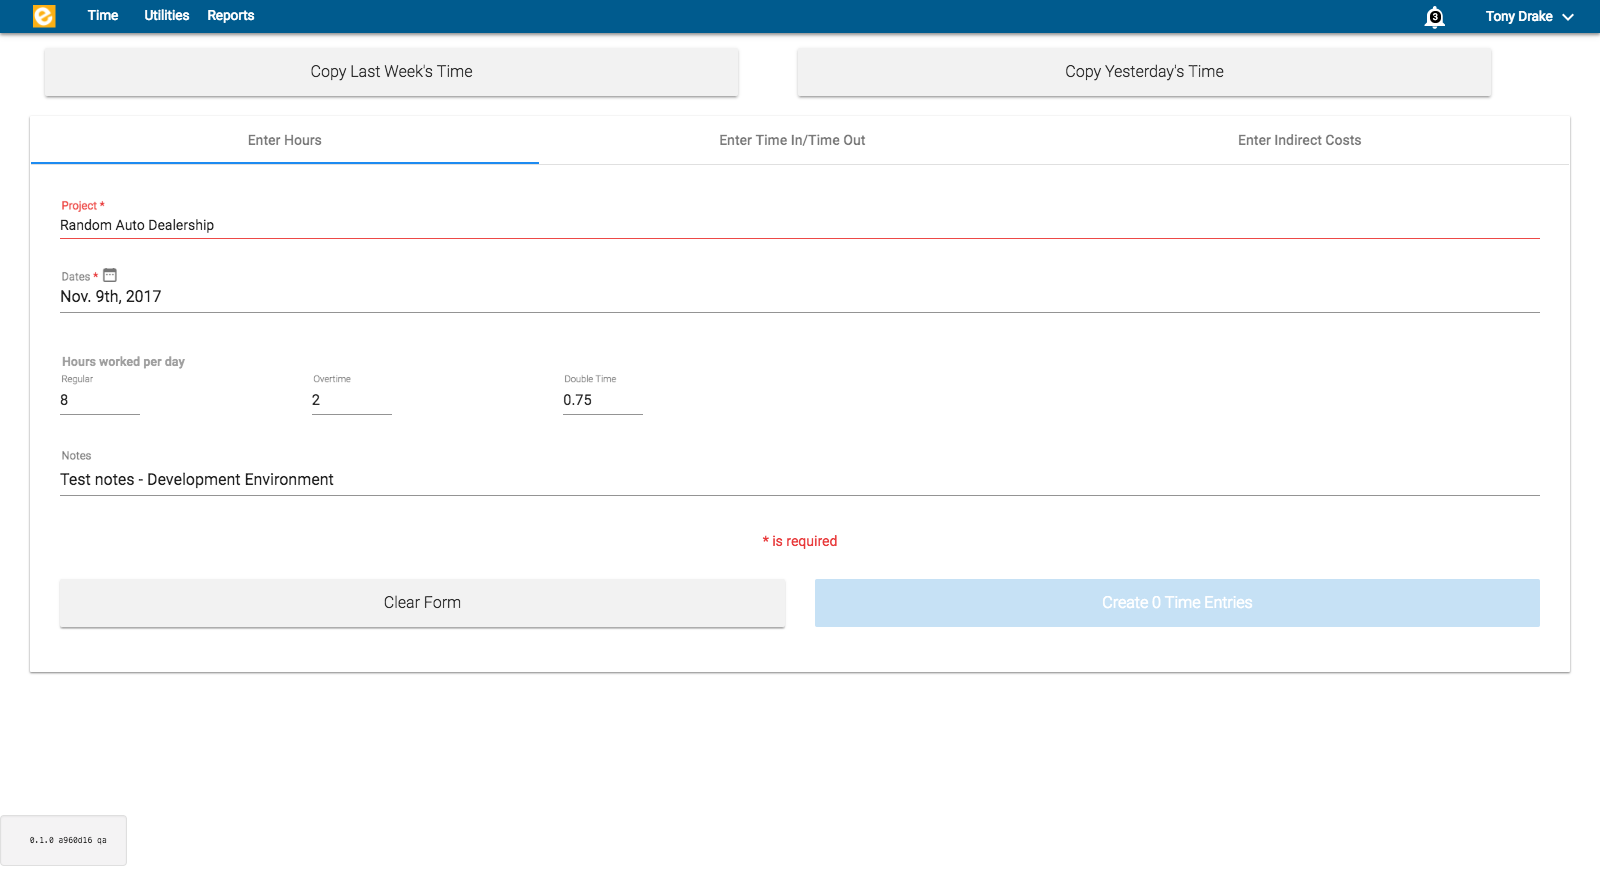 Time Utilities Reports 3 Tony Drake
Copy Last Week's Time Copy Yesterday's Time
Enter Hours Enter Time In/Time Out Enter Indirect Costs
Project *
Random Auto Dealership
Dates *
Nov. 9th, 2017
Hours worked per day
Regular Overtime Double Time
8 2 0.75
Notes
Test notes - Development Environment
* is required
Clear Form Create 0 Time Entries
0.1.0 a960d16 qa